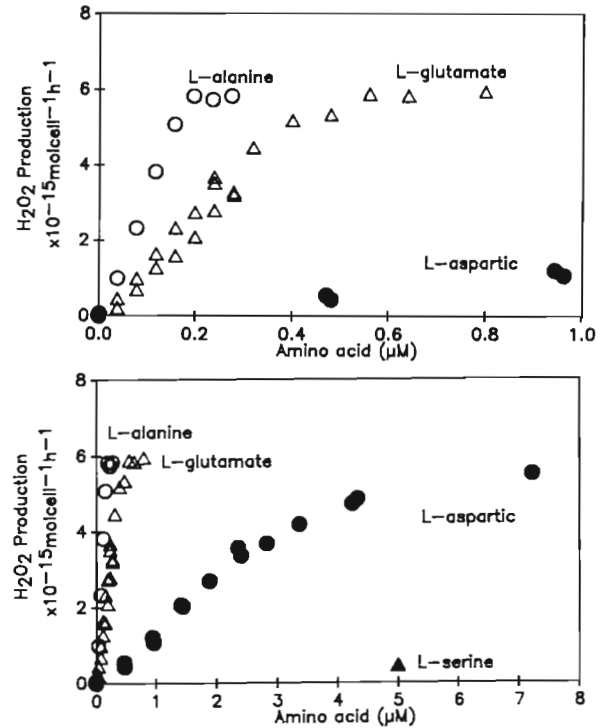 8
L-alanine
L-glutamate
6
H2O2 Production
x10-15molcell-1h-1
4
2
L-aspartic
0
0.0 0.2 0.4 0.6 0.8 1.0
Amino acid (μM)
8
L-alanine
6
L-glutamate
H2O2 Production
x10-15molcell-1h-1
4
L-aspartic
2
L-serine
0
0 1 2 3 4 5 6 7 8
Amino acid (μM)